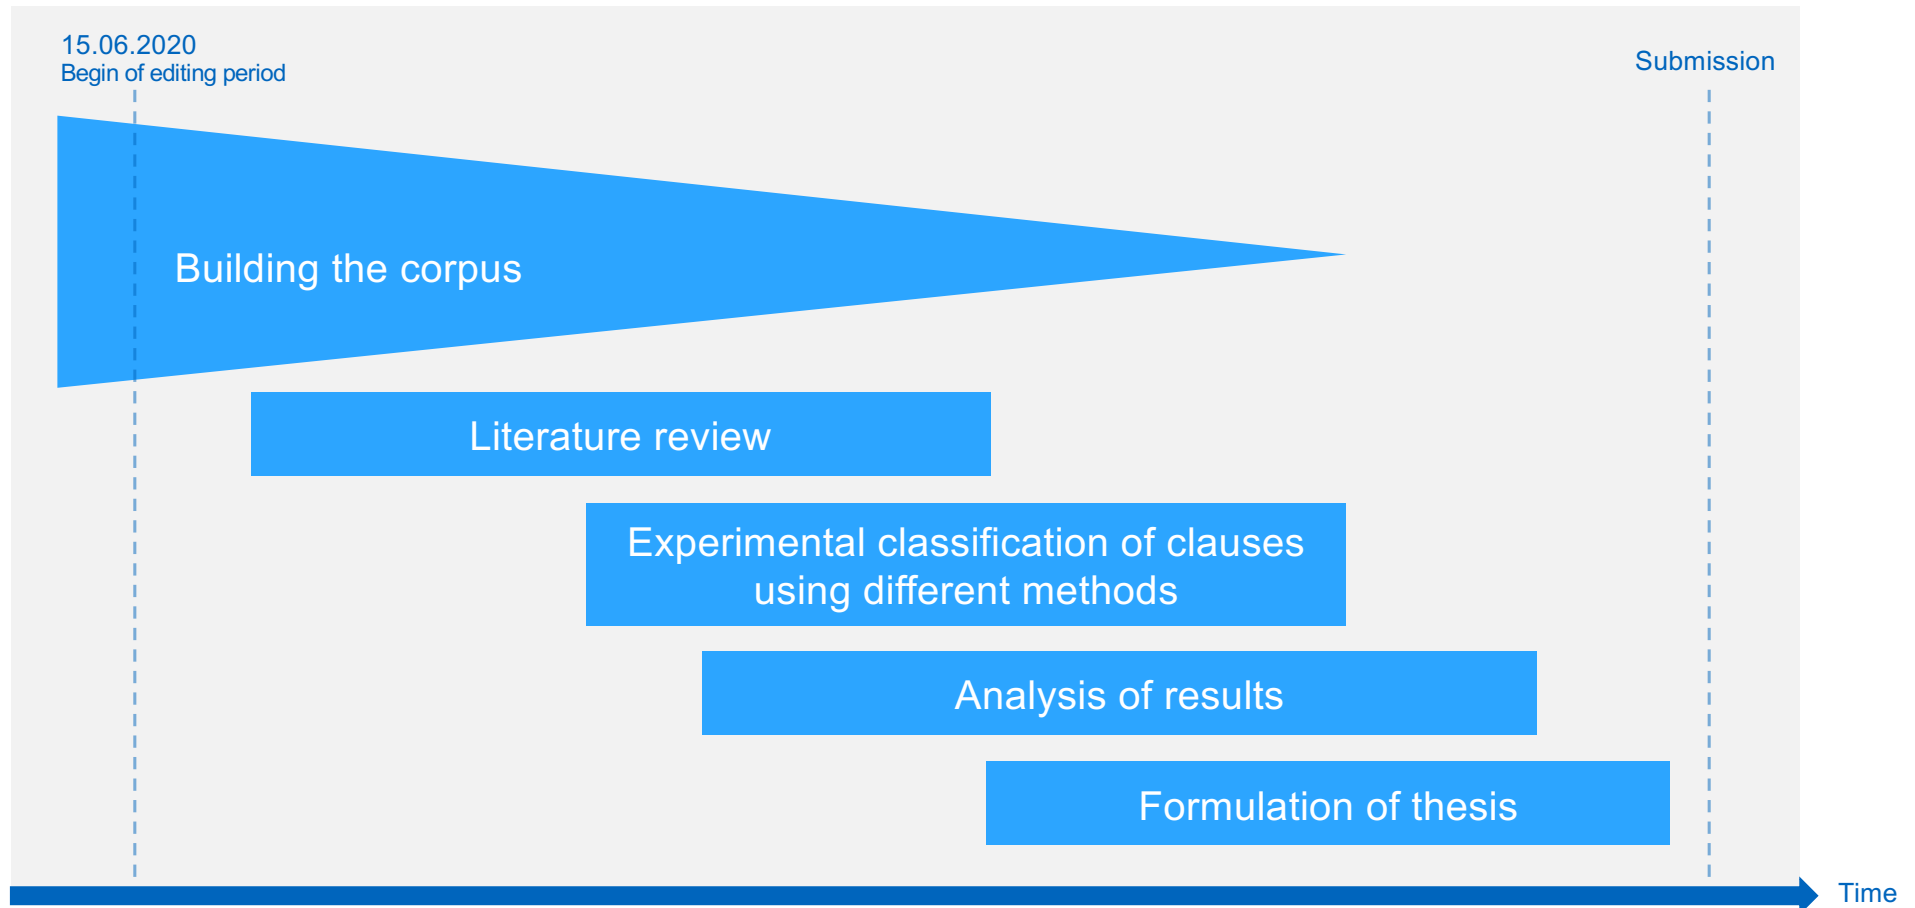 15.06.2020
Begin of editing period
Submission
Building the corpus
Literature review
Experimental classification of clauses
using different methods
Analysis of results
Formulation of thesis
Time